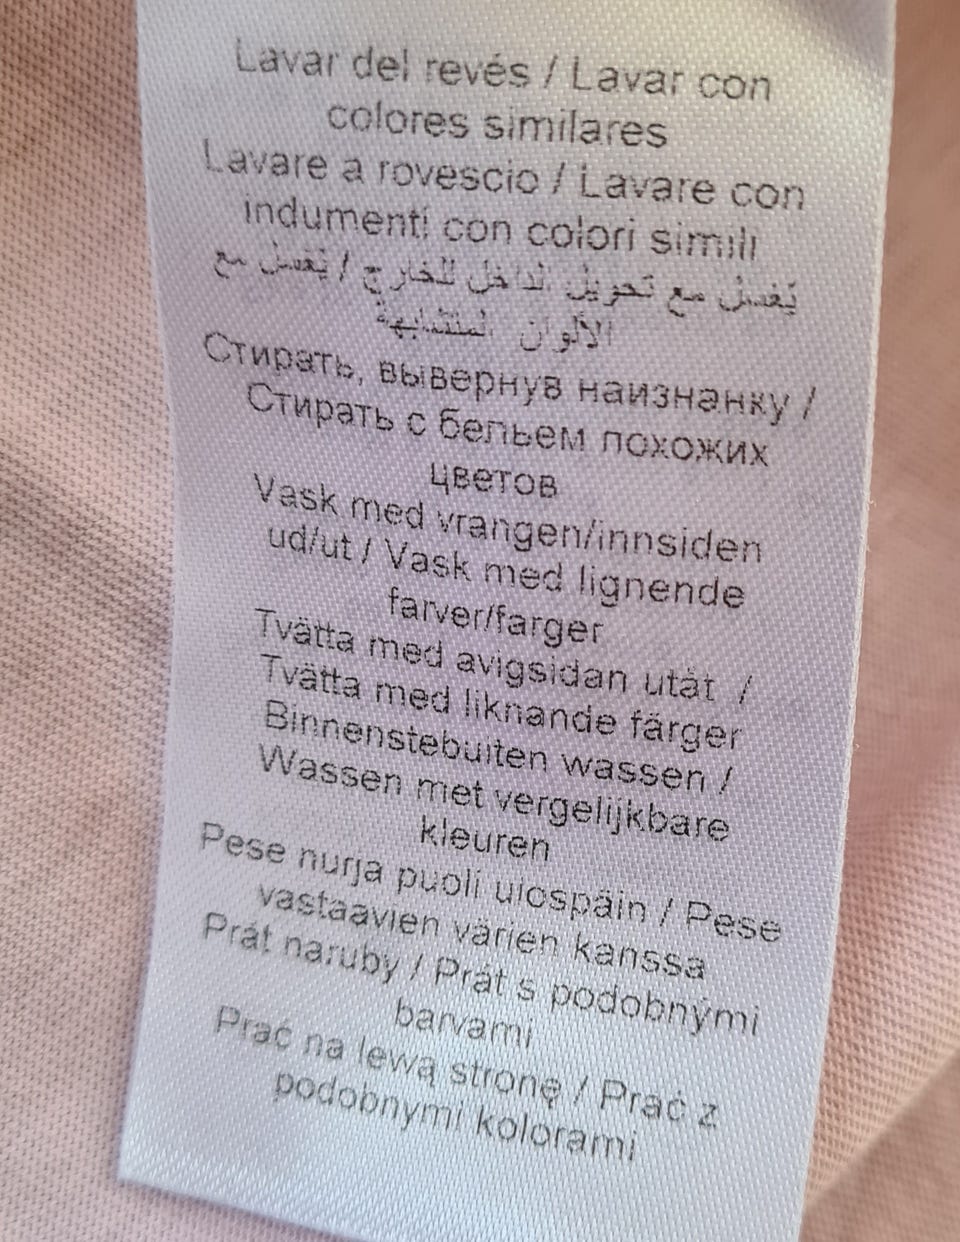 Lavar del revés / Lavar con
colores similares
Lavare a rovescio / Lavare con
indumenti con colori simili
يُغسل مع تحويل الداخل للخارج / يُغسل مع
الألوان المتشابهة
Стирать, вывернув наизнанку /
Стирать с бельем похожих
цветов
Vask med vrangen/innsiden
ud/ut / Vask med lignende
farver/farger
Tvätta med avigsidan utåt /
Tvätta med liknande färger
Binnenstebuiten wassen /
Wassen met vergelijkbare
kleuren
Pese nurja puoli ulospäin / Pese
vastaavien värien kanssa
Prát naruby / Prát s podobnými
barvami
Prać na lewą stronę / Prać z
podobnymi kolorami